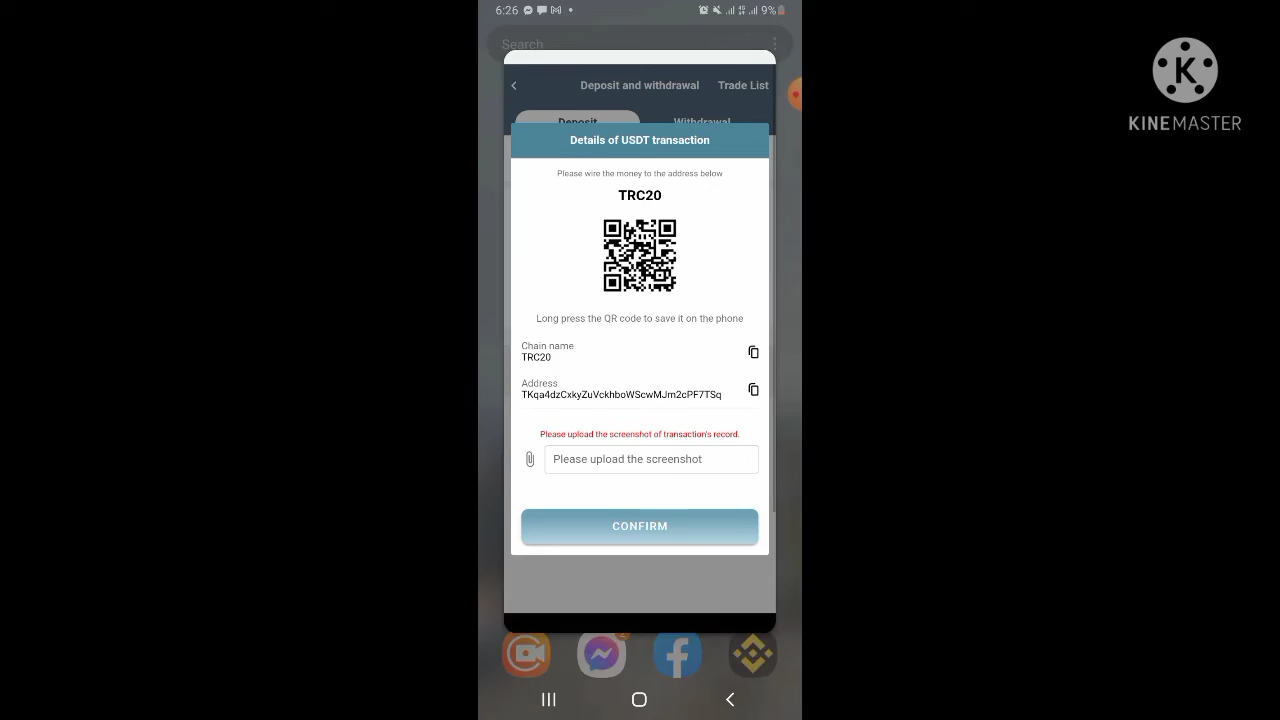 6:26
9%
Search
Deposit and withdrawal
Trade List
Deposit
Withdrawal
Details of USDT transaction
Please wire the money to the address below
TRC20
Long press the QR code to save it on the phone
Chain name
TRC20
Address
TKqa4dzCxkyZuVckhboWScwMJm2cPF7TSq
Please upload the screenshot of transaction's record.
Please upload the screenshot
CONFIRM
K
KINEMASTER